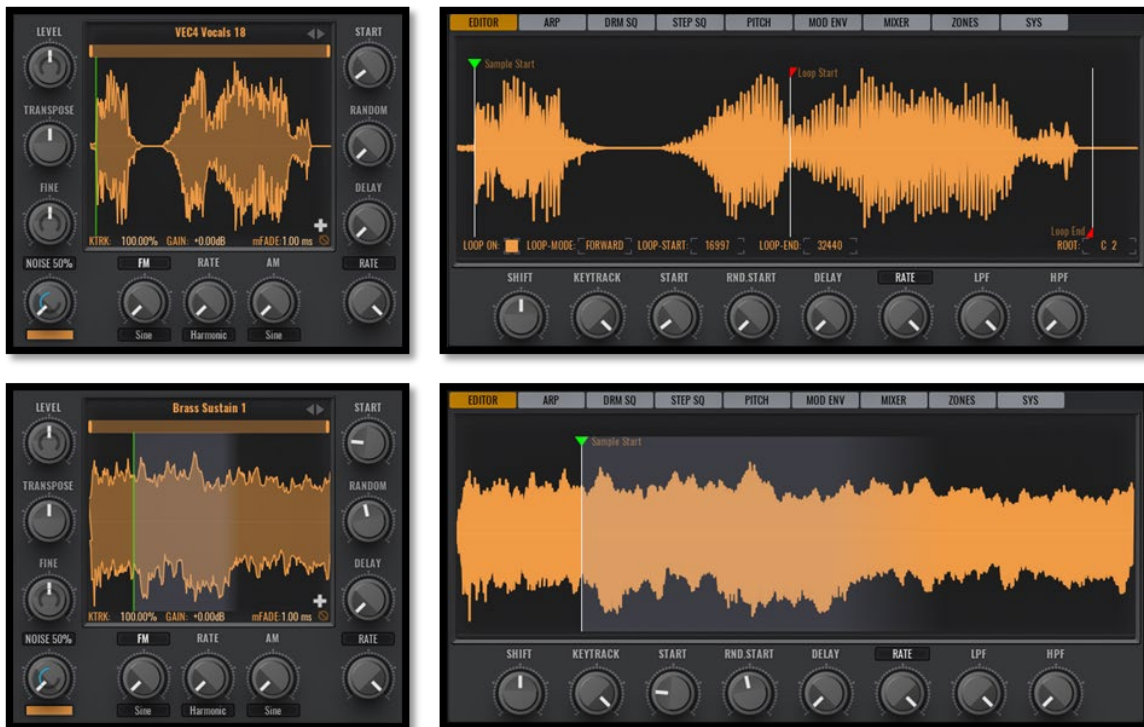 LEVEL
VEC4 Vocals 18
START
TRANSPOSE
RANDOM
FINE
DELAY
KTRK: 100.00% GAIN: +0.00dB mFADE:1.00 ms
NOISE 50% FM RATE AM RATE
Sine Harmonic Sine
EDITOR ARP DRM SQ STEP SQ PITCH MOD ENV MIXER ZONES SYS
Sample Start
Loop Start
Loop End
LOOP ON: LOOP-MODE: FORWARD LOOP-START: 16997 LOOP-END: 32440 ROOT: C 2
SHIFT KEYTRACK START RND.START DELAY RATE LPF HPF
LEVEL
Brass Sustain 1
START
TRANSPOSE
RANDOM
FINE
DELAY
KTRK: 100.00% GAIN: +0.00dB mFADE:1.00 ms
NOISE 50% FM RATE AM RATE
Sine Harmonic Sine
EDITOR ARP DRM SQ STEP SQ PITCH MOD ENV MIXER ZONES SYS
Sample Start
SHIFT KEYTRACK START RND.START DELAY RATE LPF HPF